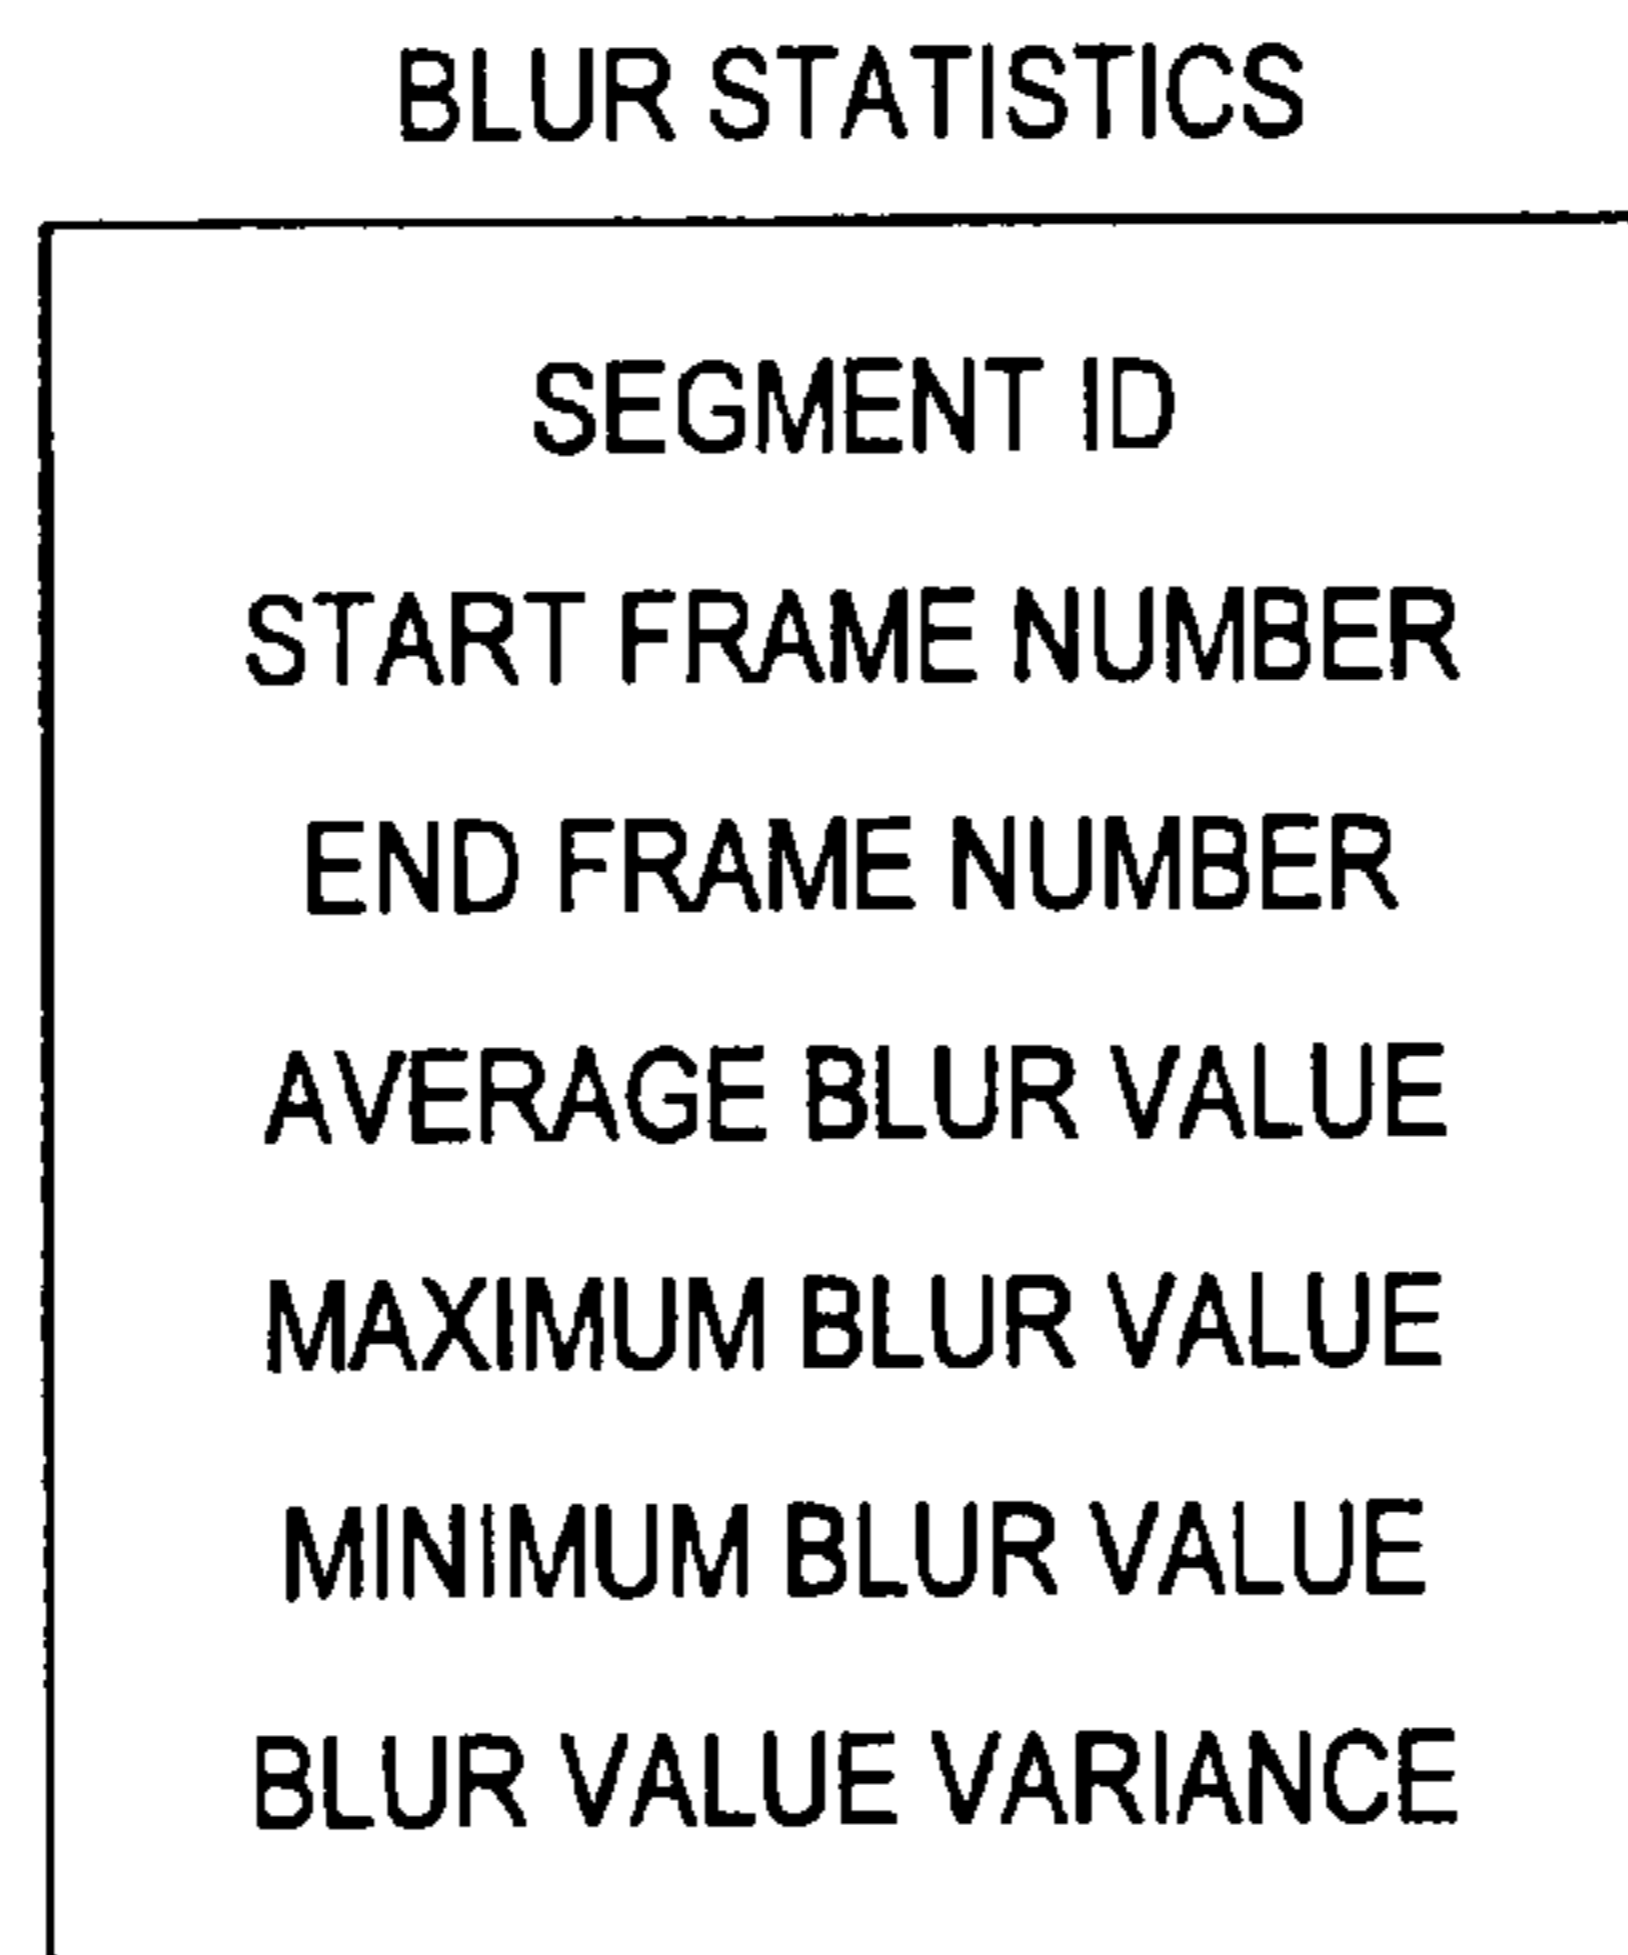 BLUR STATISTICS
SEGMENT ID
START FRAME NUMBER
END FRAME NUMBER
AVERAGE BLUR VALUE
MAXIMUM BLUR VALUE
MINIMUM BLUR VALUE
BLUR VALUE VARIANCE